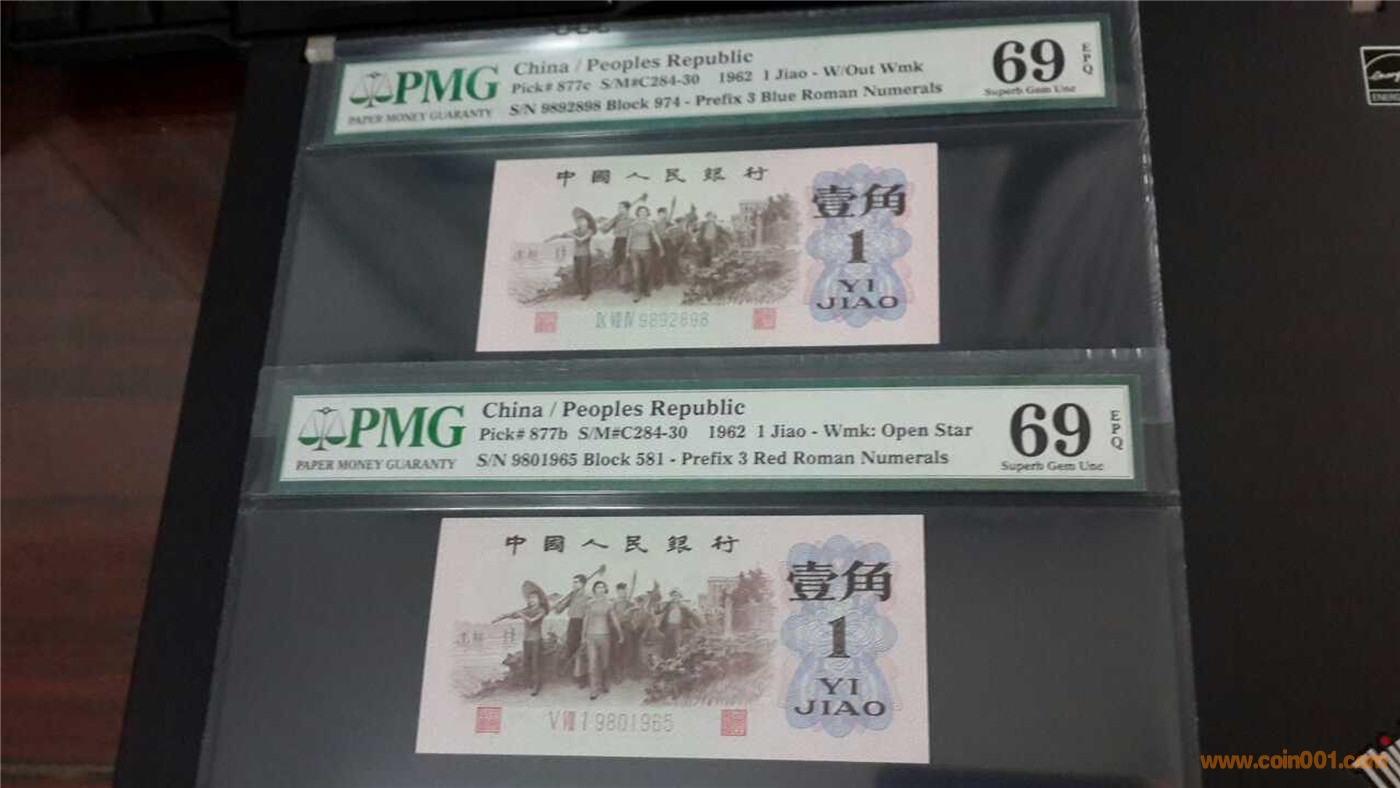 PMG
PAPER MONEY GUARANTY
China / Peoples Republic
Pick# 877c S/M#C284-30 1962 1 Jiao - W/Out Wmk
S/N 9892898 Block 974 - Prefix 3 Blue Roman Numerals
69
EPQ
Superb Gem Unc
中國人民銀行
壹角
1
YI
JIAO
IX VII IV 9892898
PMG
PAPER MONEY GUARANTY
China / Peoples Republic
Pick# 877b S/M#C284-30 1962 1 Jiao - Wmk: Open Star
S/N 9801965 Block 581 - Prefix 3 Red Roman Numerals
69
EPQ
Superb Gem Unc
中國人民銀行
壹角
1
YI
JIAO
V VIII I 9801965
www.coin001.com